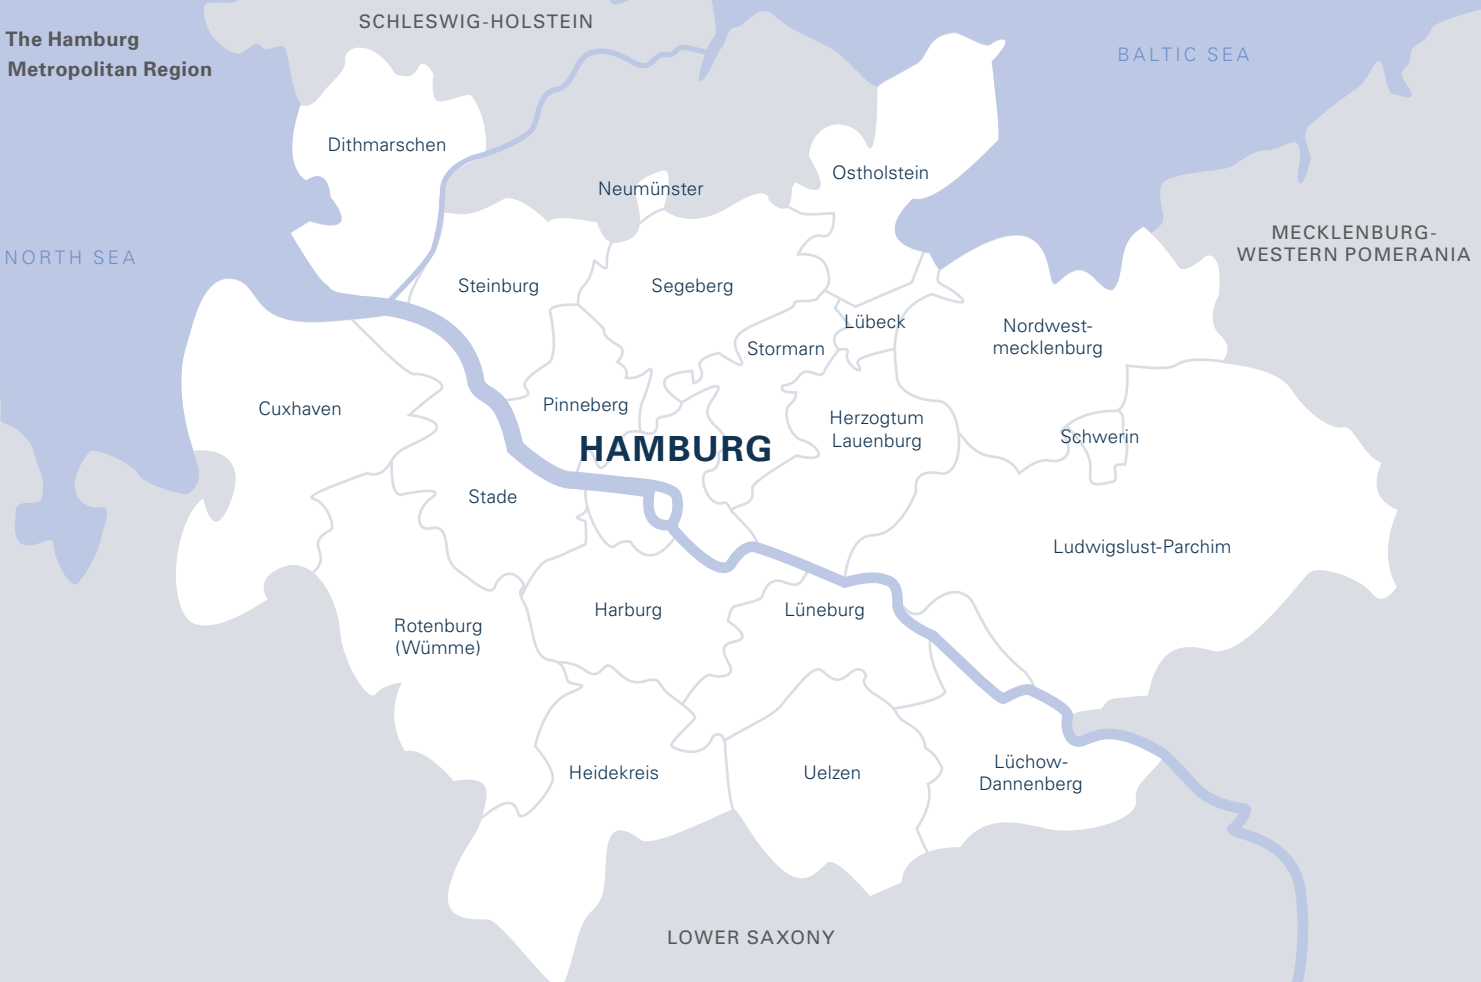 The Hamburg
Metropolitan Region
SCHLESWIG-HOLSTEIN
BALTIC SEA
Dithmarschen
Ostholstein
Neumünster
MECKLENBURG-
WESTERN POMERANIA
NORTH SEA
Steinburg
Segeberg
Lübeck
Nordwest-
mecklenburg
Stormarn
Cuxhaven
Pinneberg
Herzogtum
Lauenburg
Schwerin
HAMBURG
Stade
Ludwigslust-Parchim
Harburg
Lüneburg
Rotenburg
(Wümme)
Heidekreis
Uelzen
Lüchow-
Dannenberg
LOWER SAXONY